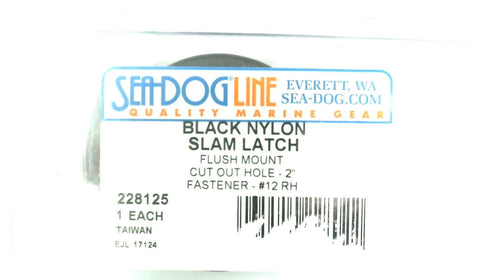 SEA-DOG®LINE
EVERETT, WA
SEA-DOG.COM
QUALITY MARINE GEAR
BLACK NYLON
SLAM LATCH
FLUSH MOUNT
CUT OUT HOLE - 2"
FASTENER - #12 RH
228125
1 EACH
TAIWAN
EJL 17124